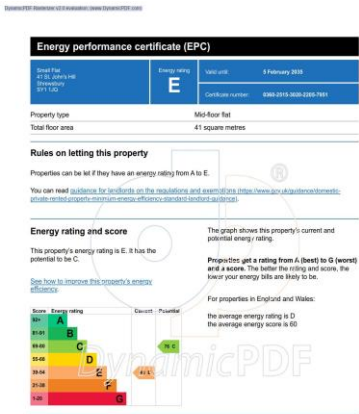 DynamicPDF Rasterizer v2.0 evaluation. (www.DynamicPDF.com)
Energy performance certificate (EPC)
Small Flat
41 St. John's Hill
Shrewsbury
SY1 1JQ
Energy rating
E
Valid until:
5 February 2035
Certificate number:
Property type
Mid-floor flat
Total floor area
41 square metres
Rules on letting this property
Properties can be let if they have an energy rating from A to E.
You can read guidance for landlords on the regulations and exemptions (https://www.gov.uk/guidance/domestic-
private-rented-property-minimum-energy-efficiency-standard-landlord-guidance).
Energy rating and score
This property's energy rating is E. It has the
potential to be C.
See how to improve this property's energy
efficiency.
The graph shows this property's current and
potential energy rating.
Properties get a rating from A (best) to G (worst)
and a score. The better the rating and score, the
lower your energy bills are likely to be.
For properties in England and Wales:
the average energy rating is D
the average energy score is 60
Score Energy rating Current Potential
92+ A
81-91 B
69-80 C
55-68 D
39-54 E
21-38 F
1-20 G
DynamicPDF